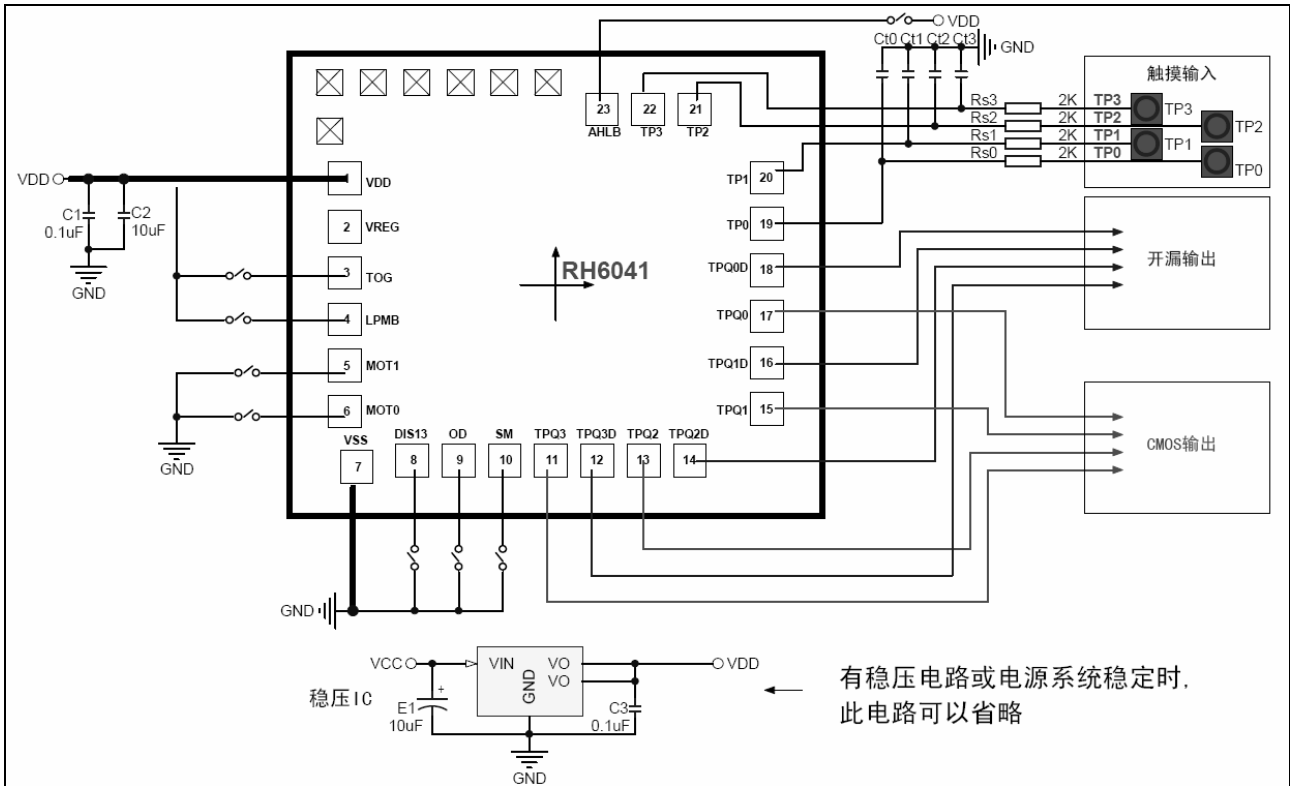 VDD
Ct0 Ct1 Ct2 Ct3
GND
触摸输入
23
AHLB
22
TP3
21
TP2
Rs3 2K TP3
Rs2 2K TP2
Rs1 2K TP1
Rs0 2K TP0
TP3
TP2
TP1
TP0
VDD
VDD
C1
0.1uF
C2
10uF
GND
2 VREG
3 TOG
4 LPMB
5 MOT1
6 MOT0
GND
RH6041
TP1 20
TP0 19
TPQ0D 18
TPQ0 17
TPQ1D 16
TPQ1 15
开漏输出
CMOS输出
VSS DIS13 OD SM TPQ3 TPQ3D TPQ2 TPQ2D
7 8 9 10 11 12 13 14
GND
VCC
VIN VO
VO
GND
VDD
稳压IC
E1
10uF
+
C3
0.1uF
GND
有稳压电路或电源系统稳定时,
此电路可以省略